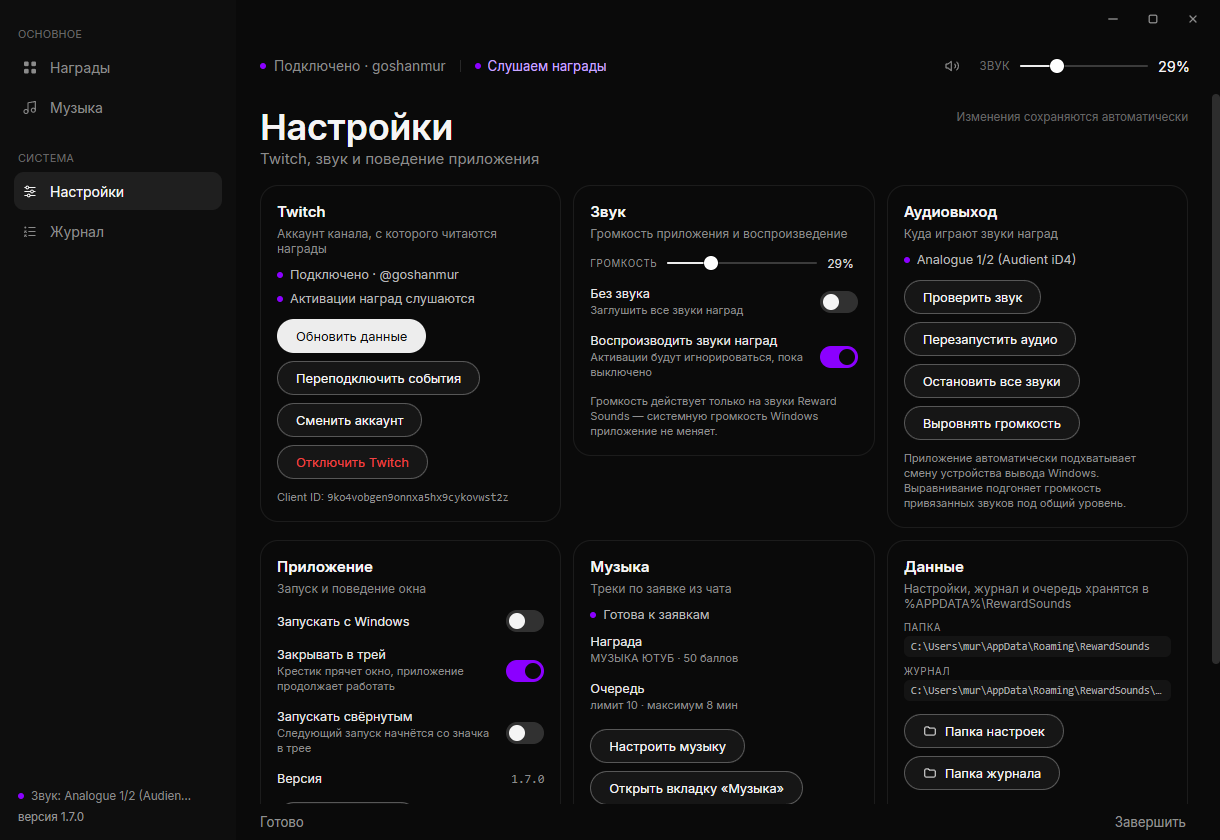 ОСНОВНОЕ
Награды
Музыка
СИСТЕМА
Настройки
Журнал
Звук: Analogue 1/2 (Audien...
версия 1.7.0
Подключено · goshanmur
Слушаем награды
ЗВУК
29%
Настройки
Twitch, звук и поведение приложения
Изменения сохраняются автоматически
Twitch
Аккаунт канала, с которого читаются
награды
Подключено · @goshanmur
Активации наград слушаются
Обновить данные
Переподключить события
Сменить аккаунт
Отключить Twitch
Client ID: 9ko4vobgen9onnxa5hx9cykovwst2z
Звук
Громкость приложения и воспроизведение
ГРОМКОСТЬ
29%
Без звука
Заглушить все звуки наград
Воспроизводить звуки наград
Активации будут игнорироваться, пока
выключено
Громкость действует только на звуки Reward
Sounds — системную громкость Windows
приложение не меняет.
Аудиовыход
Куда играют звуки наград
Analogue 1/2 (Audient iD4)
Проверить звук
Перезапустить аудио
Остановить все звуки
Выровнять громкость
Приложение автоматически подхватывает
смену устройства вывода Windows.
Выравнивание подгоняет громкость
привязанных звуков под общий уровень.
Приложение
Запуск и поведение окна
Запускать с Windows
Закрывать в трей
Крестик прячет окно, приложение
продолжает работать
Запускать свёрнутым
Следующий запуск начнётся со значка
в трее
Версия
1.7.0
Музыка
Треки по заявке из чата
Готова к заявкам
Награда
МУЗЫКА ЮТУБ · 50 баллов
Очередь
лимит 10 · максимум 8 мин
Настроить музыку
Открыть вкладку «Музыка»
Данные
Настройки, журнал и очередь хранятся в
%APPDATA%\RewardSounds
ПАПКА
C:\Users\mur\AppData\Roaming\RewardSounds
ЖУРНАЛ
C:\Users\mur\AppData\Roaming\RewardSounds\…
Папка настроек
Папка журнала
Готово
Завершить